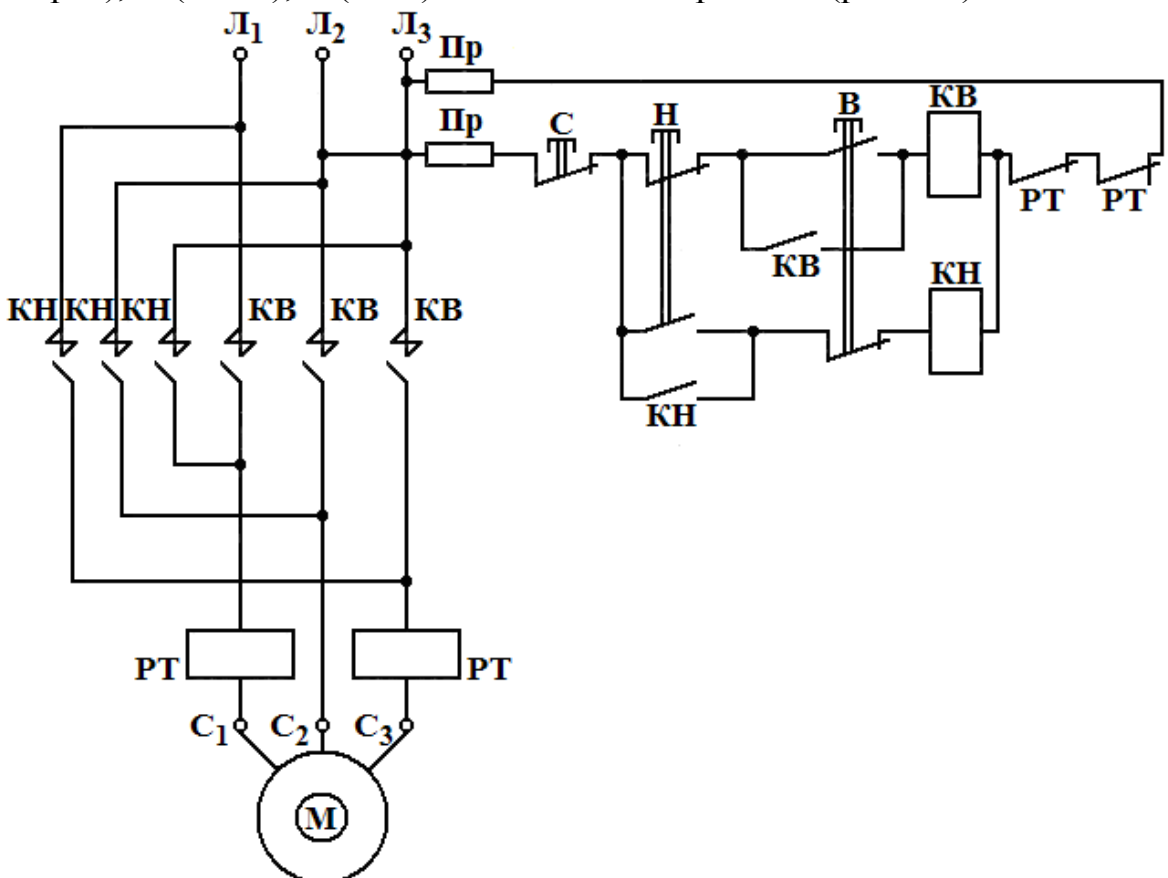 Л1 Л2 Л3 Пр
КВ
Пр С Н В
РТ РТ
КВ КН
КН КН КН КВ КВ КВ
КН
РТ РТ
С1 С2 С3
М